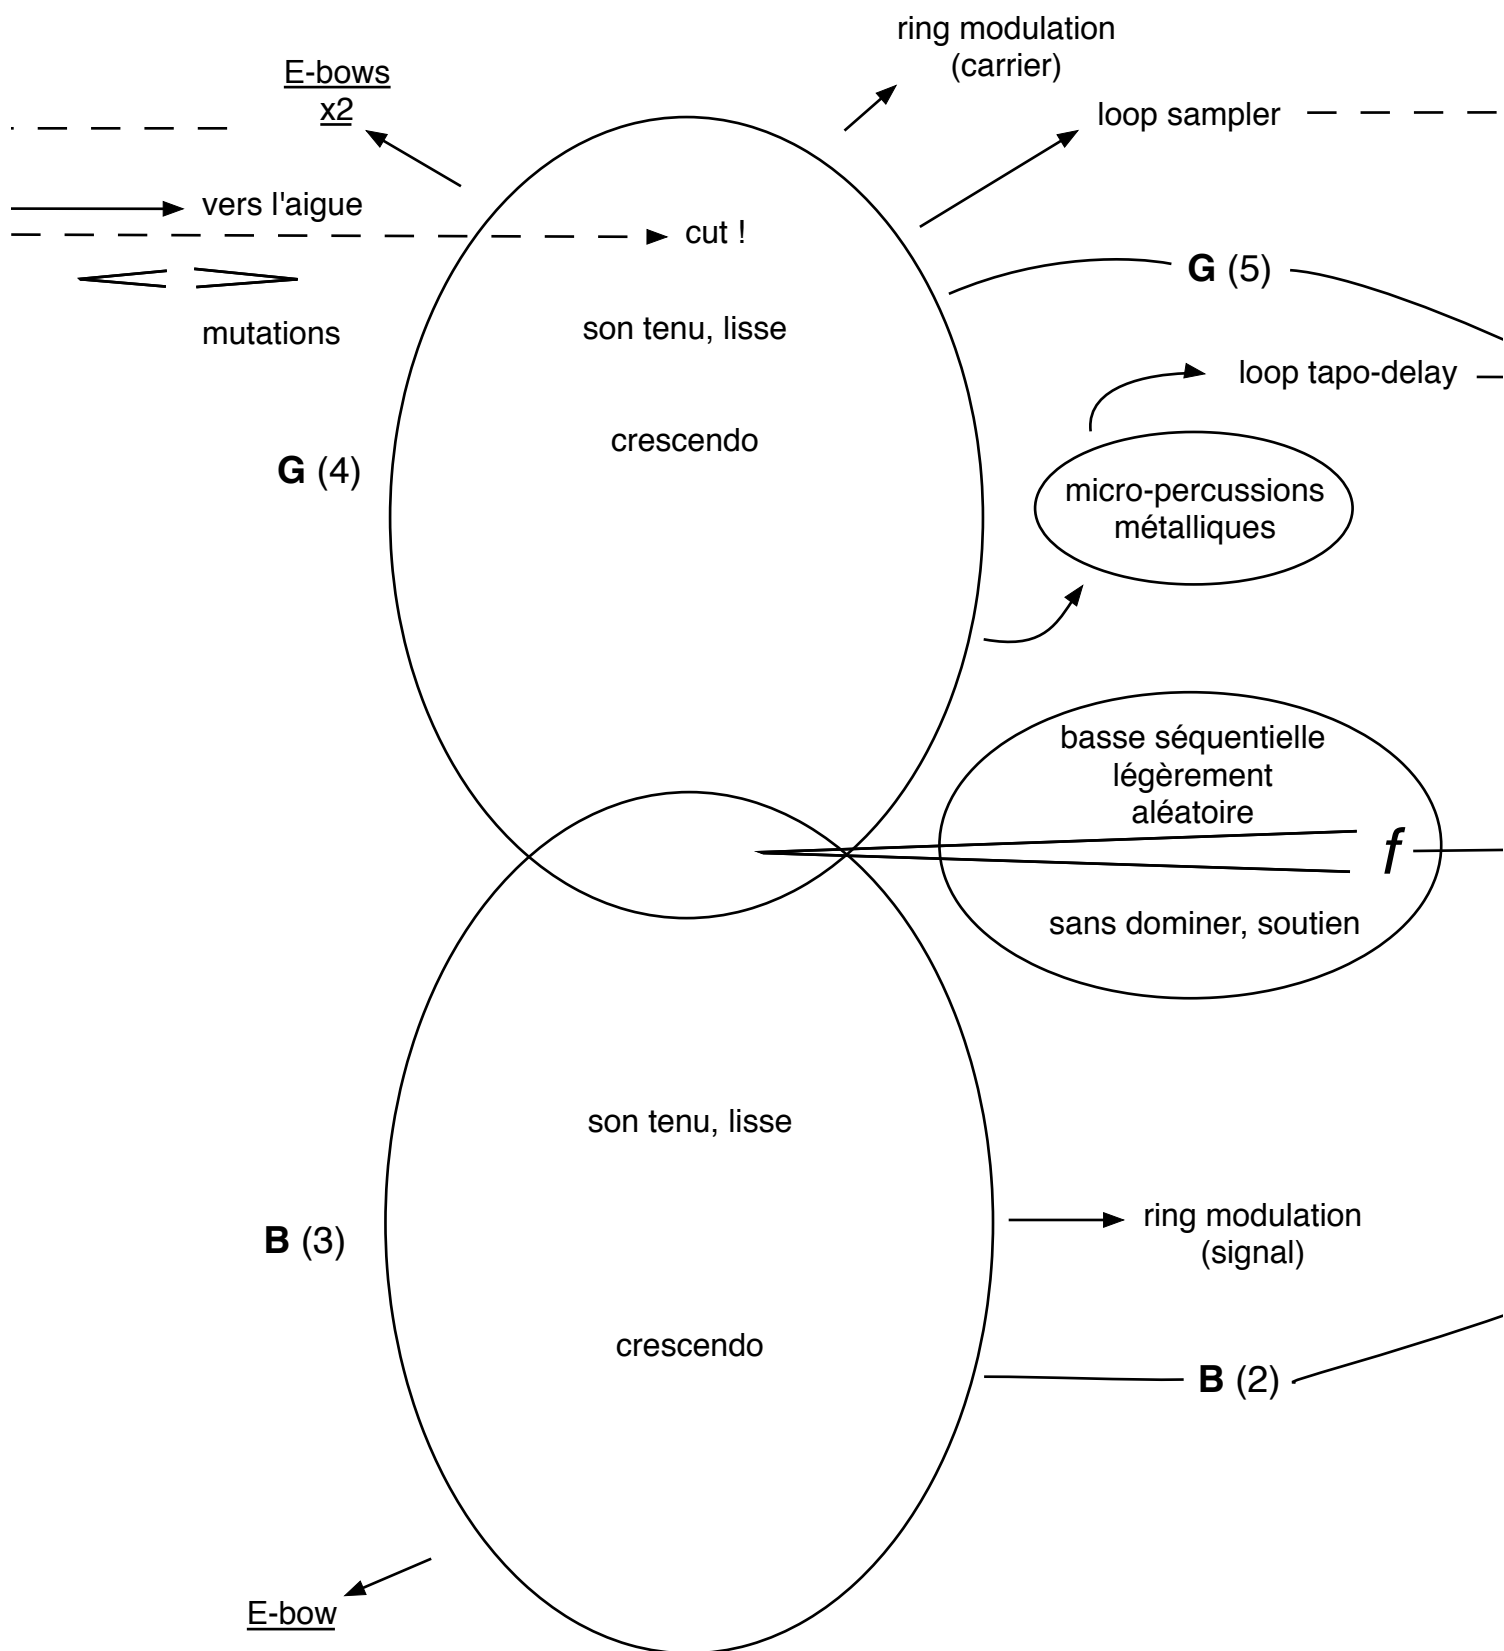 ring modulation
(carrier)
E-bows
x2
loop sampler
vers l'aigue
cut !
G (5)
son tenu, lisse
mutations
loop tapo-delay
crescendo
G (4)
micro-percussions
métalliques
basse séquentielle
légèrement
aléatoire
f
sans dominer, soutien
son tenu, lisse
B (3)
ring modulation
(signal)
crescendo
B (2)
E-bow